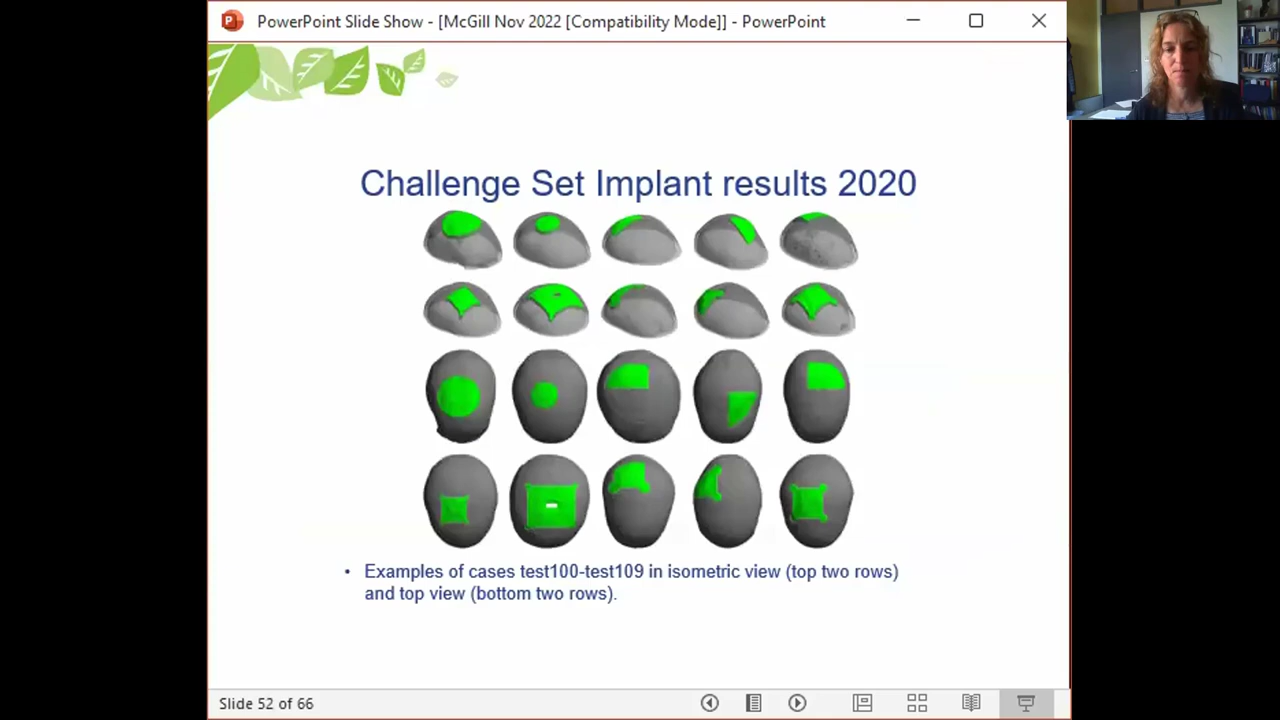 PowerPoint Slide Show - [McGill Nov 2022 [Compatibility Mode]] - PowerPoint
Challenge Set Implant results 2020
• Examples of cases test100-test109 in isometric view (top two rows)
and top view (bottom two rows).
Slide 52 of 66